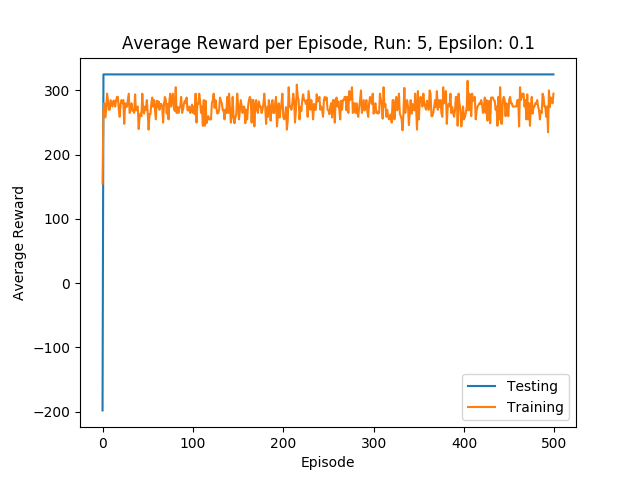 Average Reward per Episode, Run: 5, Epsilon: 0.1
Average Reward
300
200
100
0
−100
−200
0 100 200 300 400 500
Episode
Testing
Training